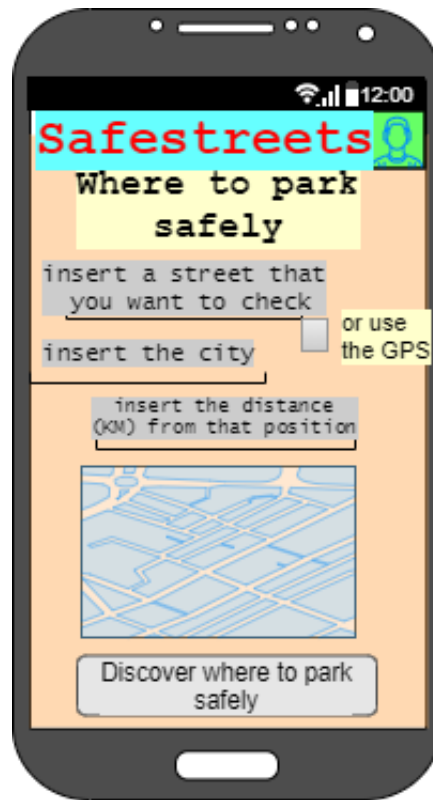 12:00
Safestreets
Where to park
safely
insert a street that
you want to check
or use
the GPS
insert the city
insert the distance
(KM) from that position
Discover where to park
safely